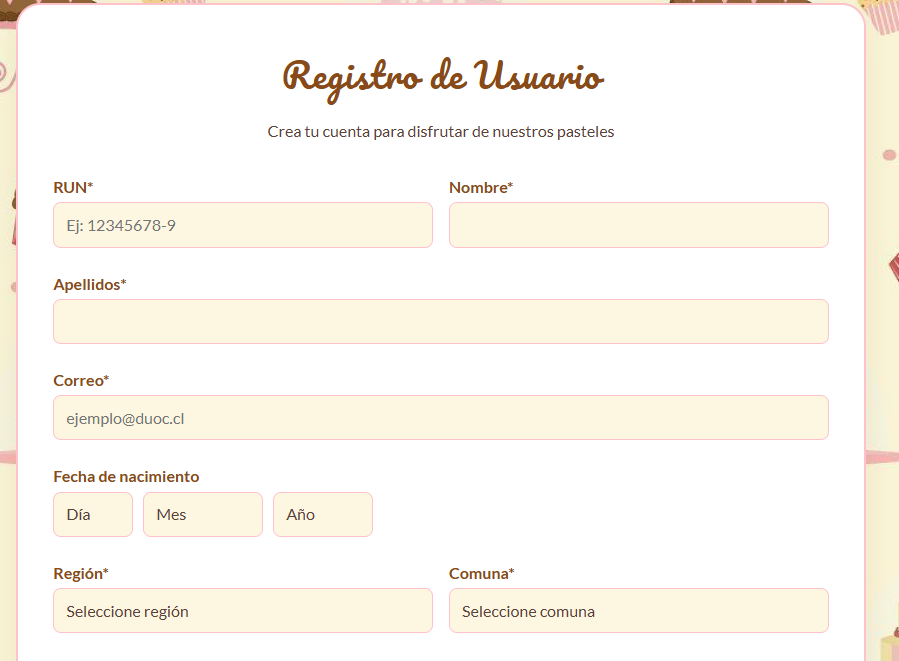 Registro de Usuario
Crea tu cuenta para disfrutar de nuestros pasteles
RUN* Nombre*
Ej: 12345678-9
Apellidos*
Correo*
ejemplo@duoc.cl
Fecha de nacimiento
Día Mes Año
Región* Comuna*
Seleccione región Seleccione comuna